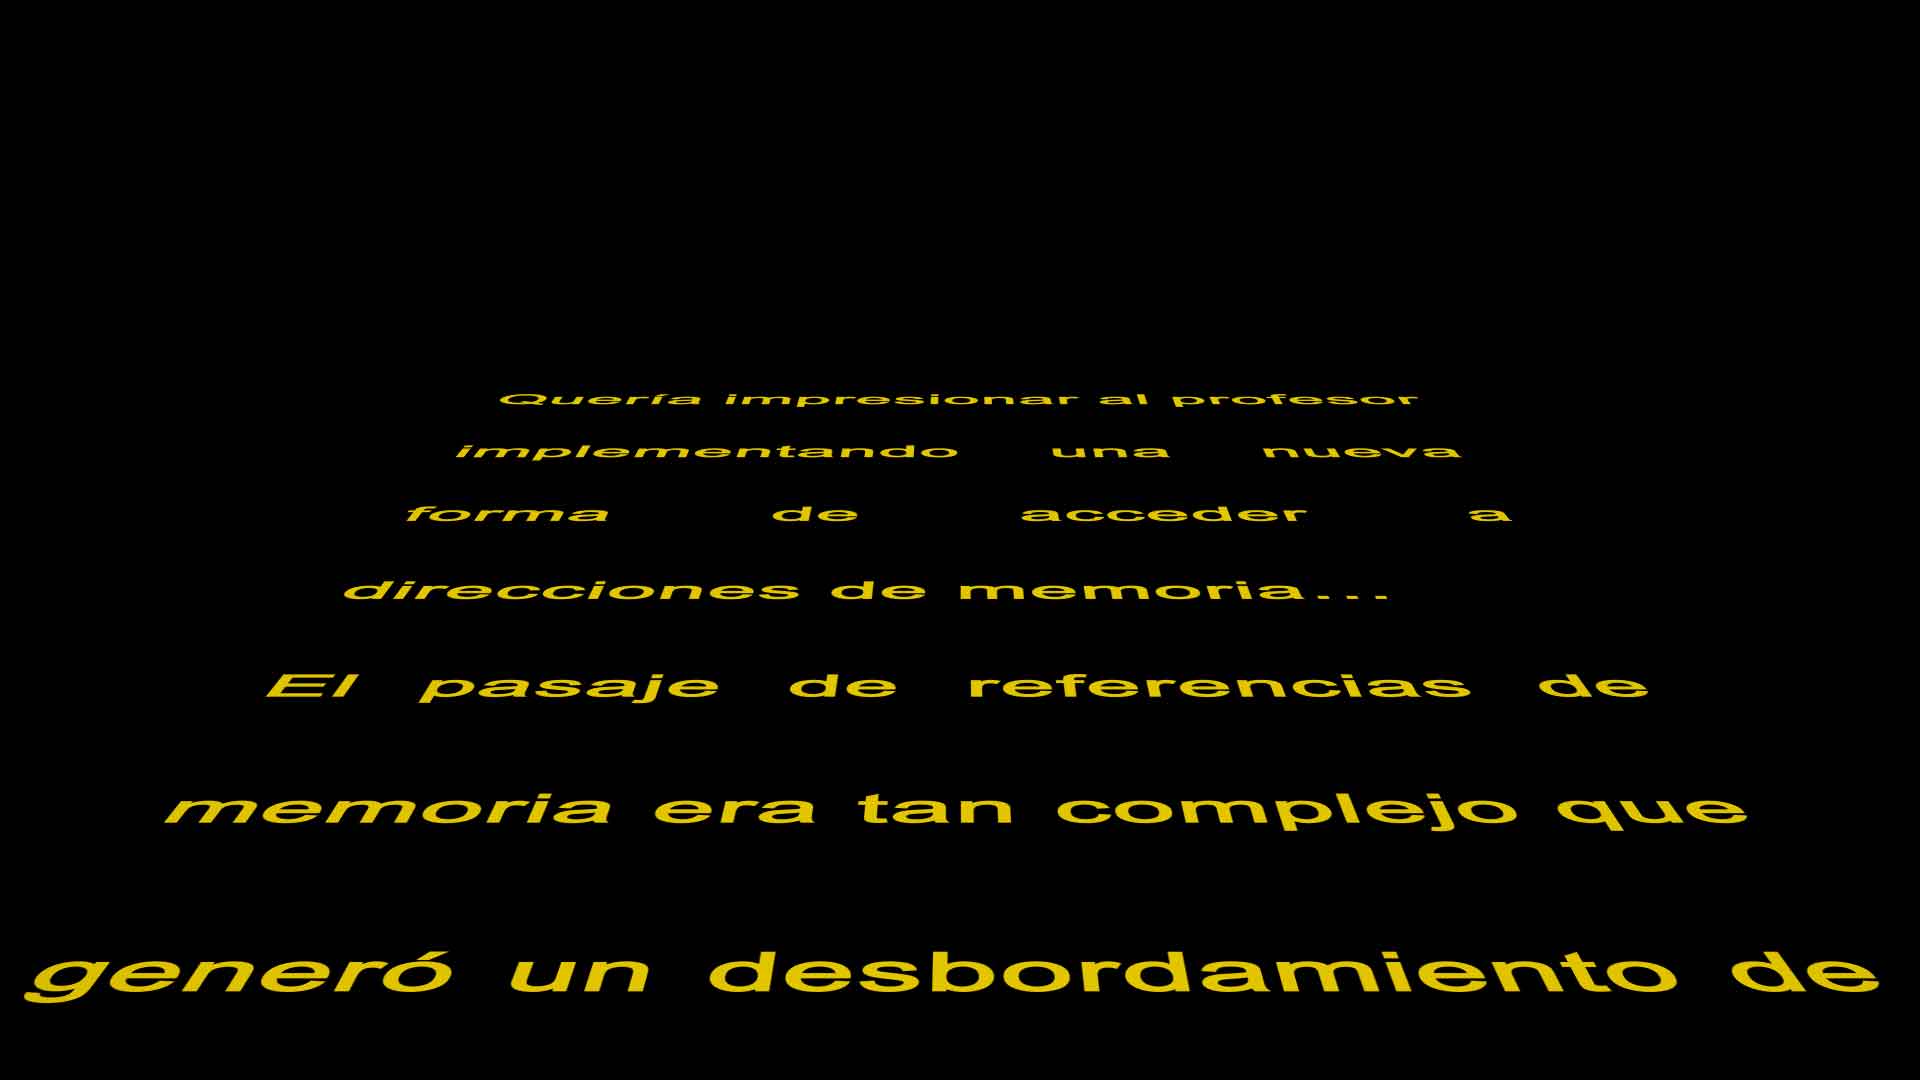 Quería impresionar al profesor
implementando una nueva
forma de acceder a
direcciones de memoria...
El pasaje de referencias de
memoria era tan complejo que
generó un desbordamiento de